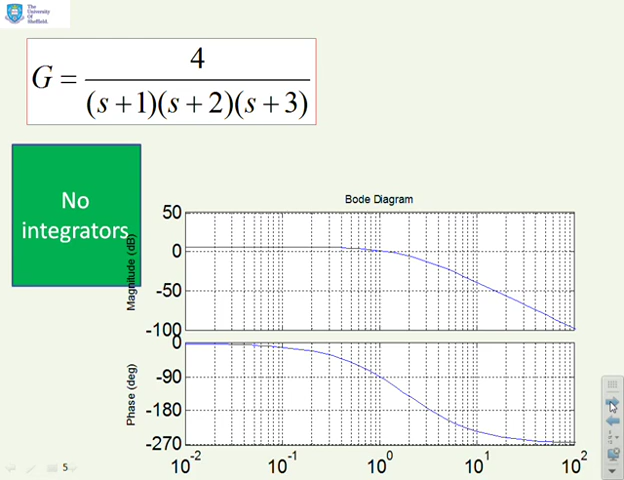 The
University
Of
Sheffield.
G = 4 / (s + 1)(s + 2)(s + 3)
No
integrators
Bode Diagram
Magnitude (dB)
50
0
-50
-100
Phase (deg)
0
-90
-180
-270
10^-2 10^-1 10^0 10^1 10^2
5